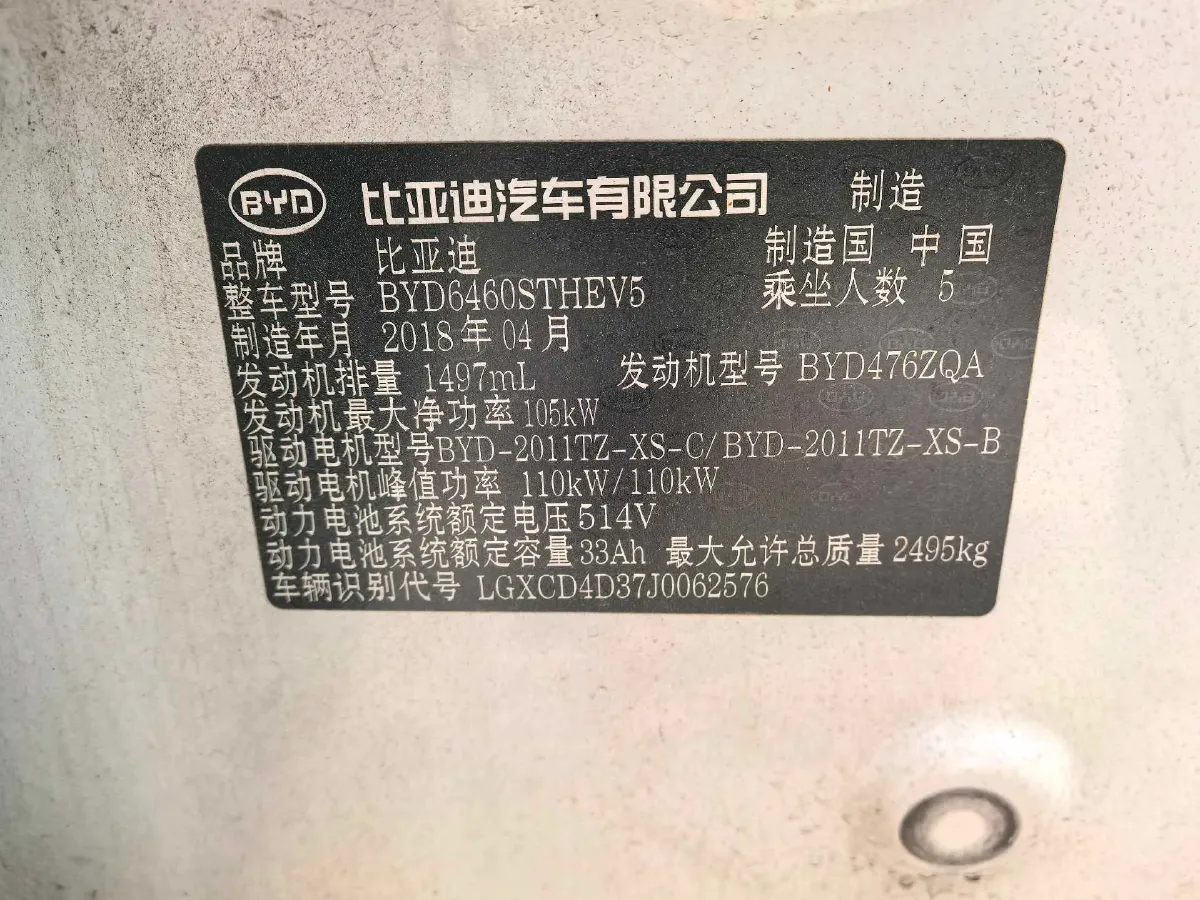 BYD 比亚迪汽车有限公司 制造
品牌 比亚迪 制造国 中国
整车型号 BYD6460STHEV5 乘坐人数 5
制造年月 2018年04月
发动机排量 1497mL 发动机型号 BYD476ZQA
发动机最大净功率 105kW
驱动电机型号BYD-2011TZ-XS-C/BYD-2011TZ-XS-B
驱动电机峰值功率 110kW/110kW
动力电池系统额定电压514V
动力电池系统额定容量33Ah 最大允许总质量2495kg
车辆识别代号 LGXCD4D37J0062576